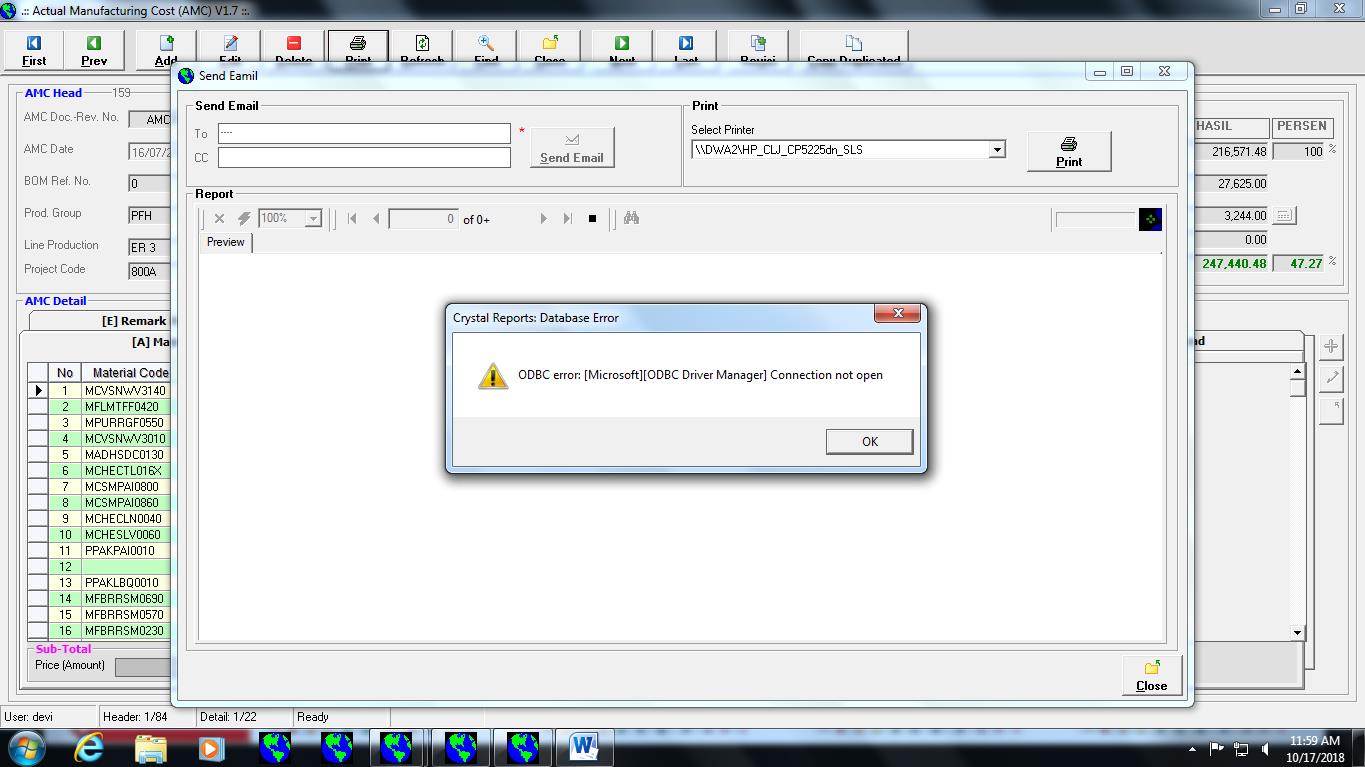 .:: Actual Manufacturing Cost (AMC) V1.7 ::.
First Prev Add Edit Delete Print Refresh Find Close Next Last Revisi Copy Duplicated
Send Eamil
AMC Head 159
AMC Doc.-Rev. No. AMC
AMC Date 16/07/2
BOM Ref. No. 0
Prod. Group PFH
Line Production ER 3
Project Code 800A
Send Email
To ----
*
CC
Send Email
Print
Select Printer
\\DWA2\HP_CLJ_CP5225dn_SLS
Print
HASIL PERSEN
216,571.48 100 %
27,625.00
3,244.00
0.00
247,440.48 47.27 %
Report
100% 0 of 0+
Preview
Crystal Reports: Database Error
ODBC error: [Microsoft][ODBC Driver Manager] Connection not open
OK
AMC Detail
[E] Remark
[A] Ma
ad
No Material Code
1 MCVSNWV3140
2 MFLMTFF0420
3 MPURRGF0550
4 MCVSNWV3010
5 MADHSDC0130
6 MCHECTL016X
7 MCSMPAI0800
8 MCSMPAI0860
9 MCHECLN0040
10 MCHESLV0060
11 PPAKPAI0010
12
13 PPAKLBQ0010
14 MFBRRSM0690
15 MFBRRSM0570
16 MFBRRSM0230
Sub-Total
Price (Amount)
Close
User: devi Header: 1/84 Detail: 1/22 Ready
11:59 AM
10/17/2018